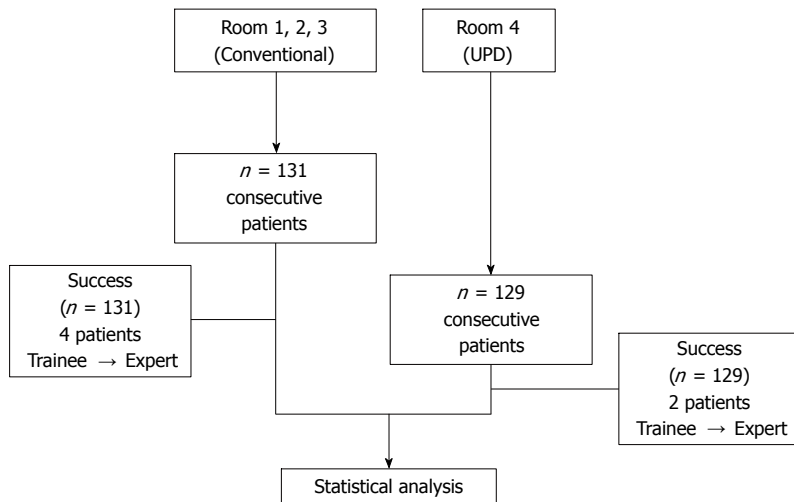 Room 1, 2, 3
(Conventional)
Room 4
(UPD)
n = 131
consecutive
patients
Success
(n = 131)
4 patients
Trainee → Expert
n = 129
consecutive
patients
Success
(n = 129)
2 patients
Trainee → Expert
Statistical analysis